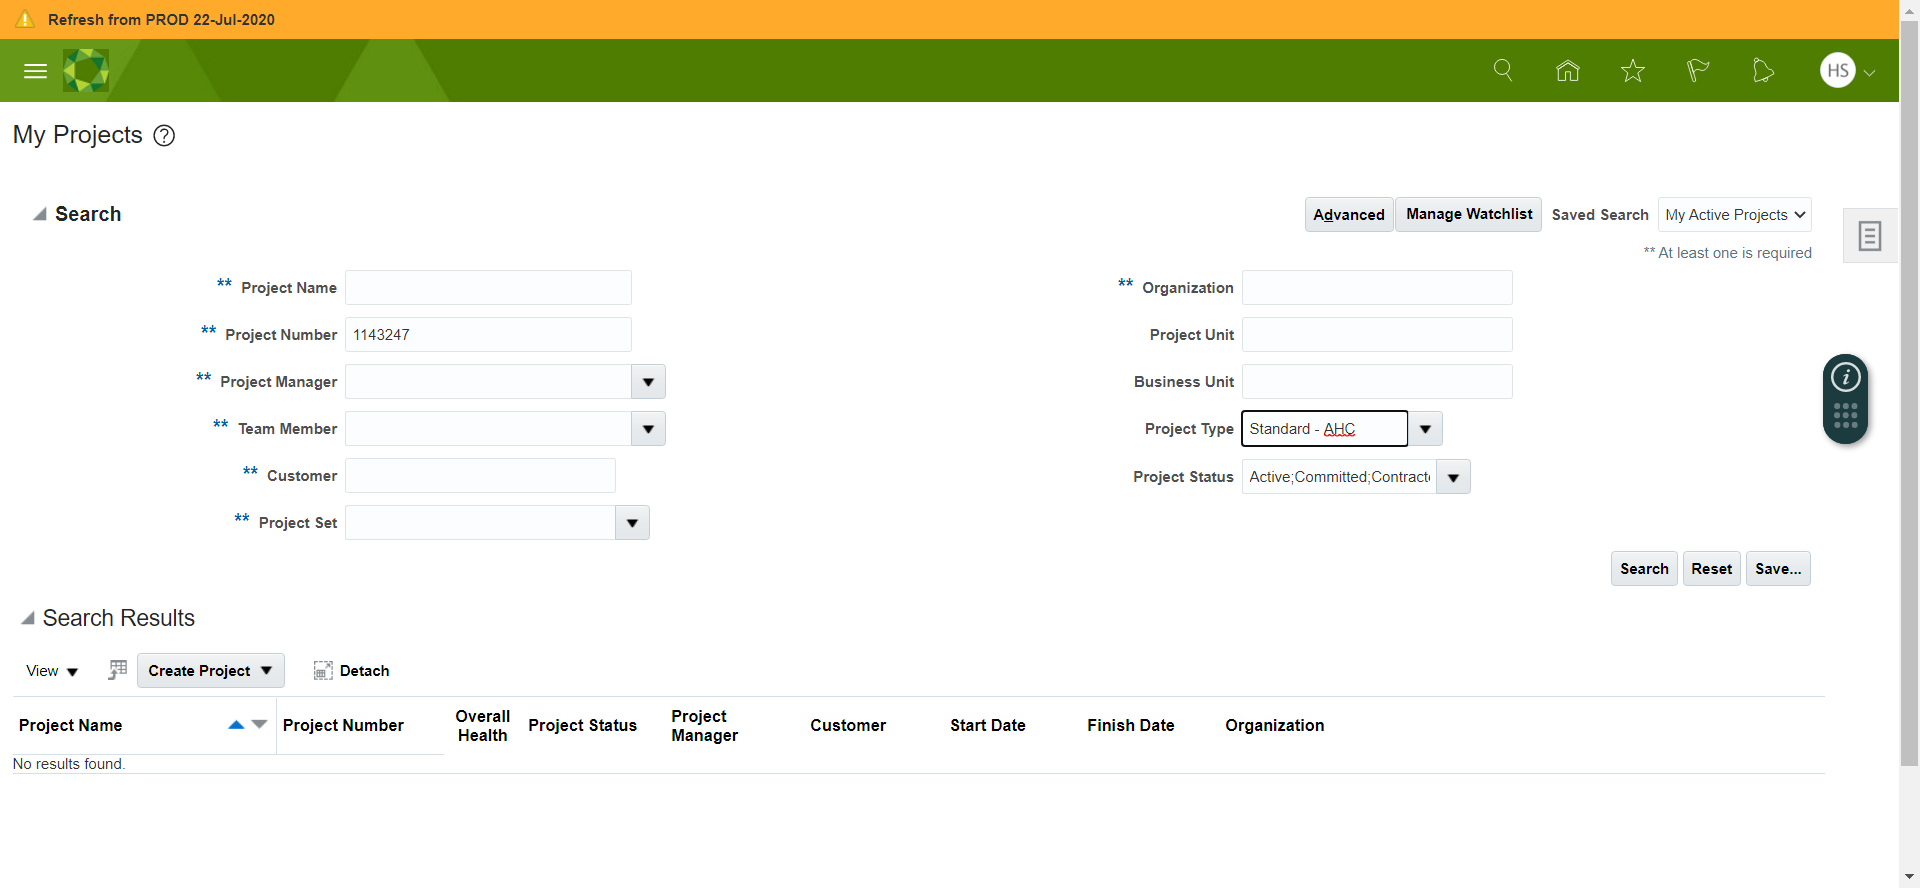 Refresh from PROD 22-Jul-2020
HS
My Projects ?
Search
Advanced Manage Watchlist Saved Search My Active Projects
** At least one is required
** Project Name
** Organization
** Project Number 1143247
Project Unit
** Project Manager
Business Unit
** Team Member
Project Type Standard - AHC
** Customer
Project Status Active;Committed;Contract
** Project Set
Search Reset Save...
Search Results
View Create Project Detach
Project Name Project Number Overall Health Project Status Project Manager Customer Start Date Finish Date Organization
No results found.